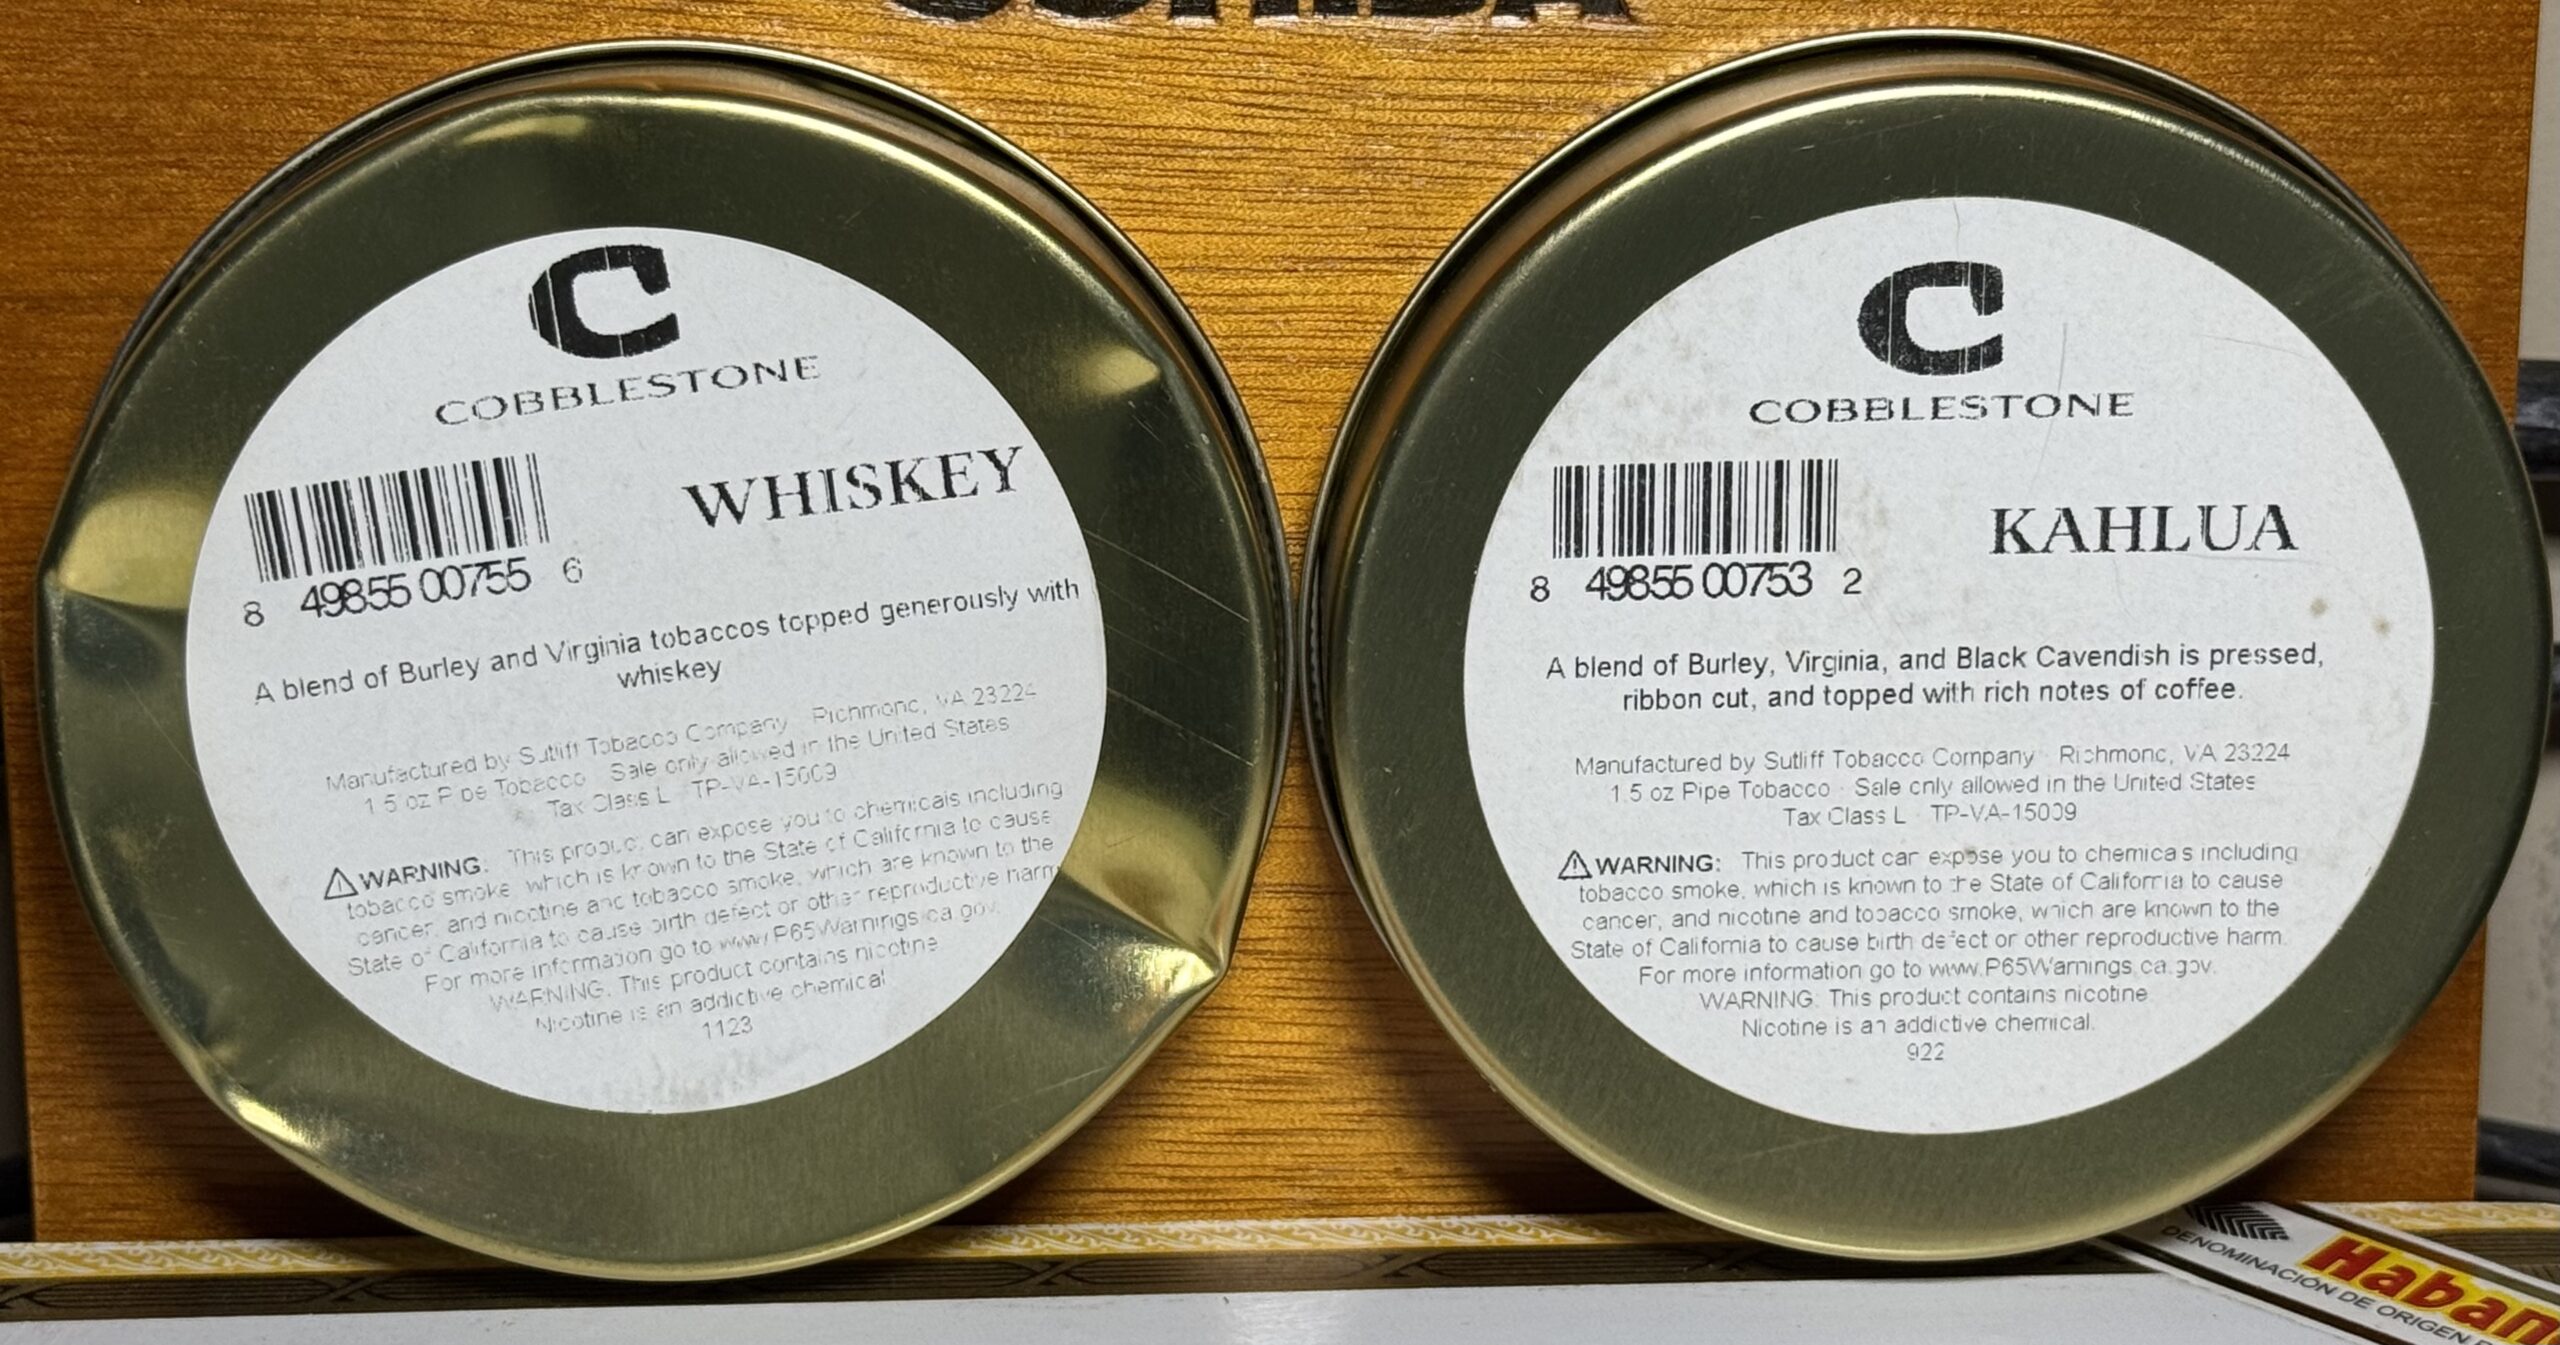 C
COBBLESTONE
WHISKEY
8 49855 00755 6
A blend of Burley and Virginia tobaccos topped generously with
whiskey
Manufactured by Sutliff Tobacco Company Richmond, VA 23224
1.5 oz Pipe Tobacco Sale only allowed in the United States
Tax Class L TP-VA-15009
WARNING: This product can expose you to chemicals including
tobacco smoke, which is known to the State of California to cause
cancer, and nicotine and tobacco smoke, which are known to the
State of California to cause birth defect or other reproductive harm
For more information go to www.P65Warnings.ca.gov.
WARNING: This product contains nicotine
Nicotine is an addictive chemical
1123
C
COBBLESTONE
KAHLUA
8 49855 00753 2
A blend of Burley, Virginia, and Black Cavendish is pressed,
ribbon cut, and topped with rich notes of coffee.
Manufactured by Sutliff Tobacco Company · Richmond, VA 23224
1.5 oz Pipe Tobacco · Sale only allowed in the United States
Tax Class L · TP-VA-15009
WARNING: This product can expose you to chemicals including
tobacco smoke, which is known to the State of California to cause
cancer, and nicotine and tobacco smoke, which are known to the
State of California to cause birth defect or other reproductive harm.
For more information go to www.P65Warnings.ca.gov.
WARNING: This product contains nicotine.
Nicotine is an addictive chemical.
922
Haban
DENOMINACIÓN DE ORIGEN